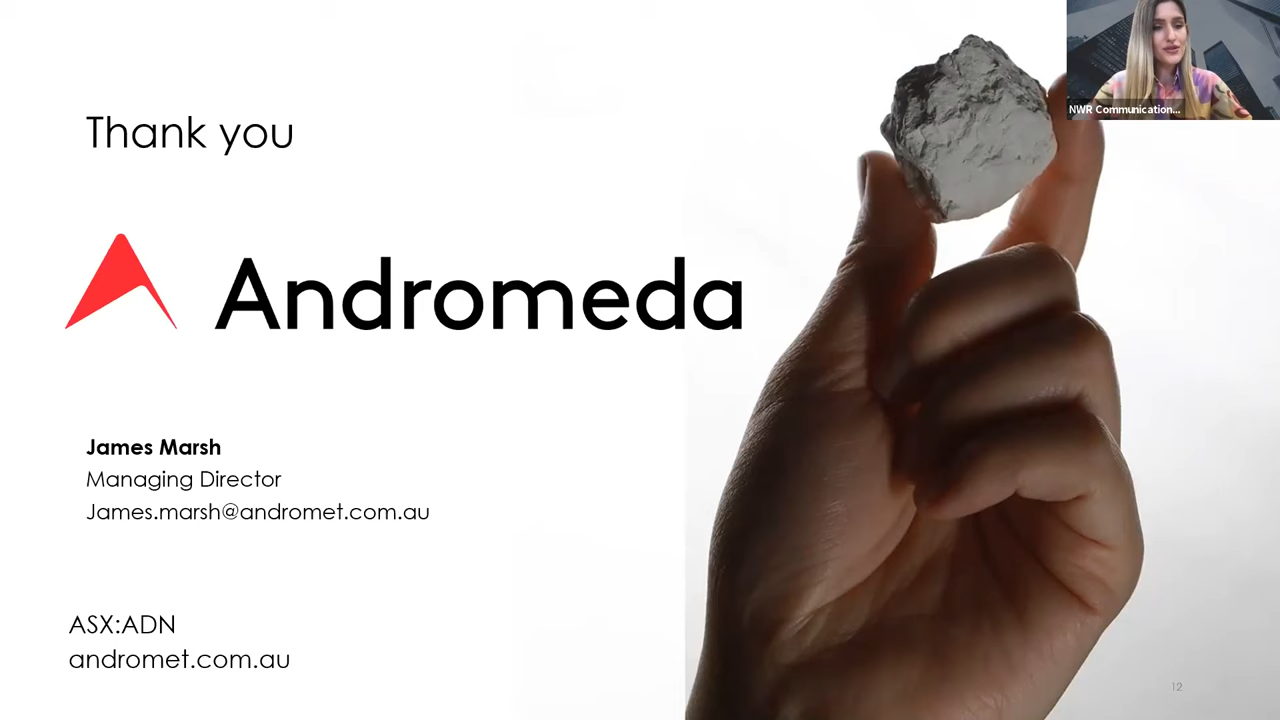 NWR Communication...
Thank you
Andromeda
James Marsh
Managing Director
James.marsh@andromet.com.au
ASX:ADN
andromet.com.au
12